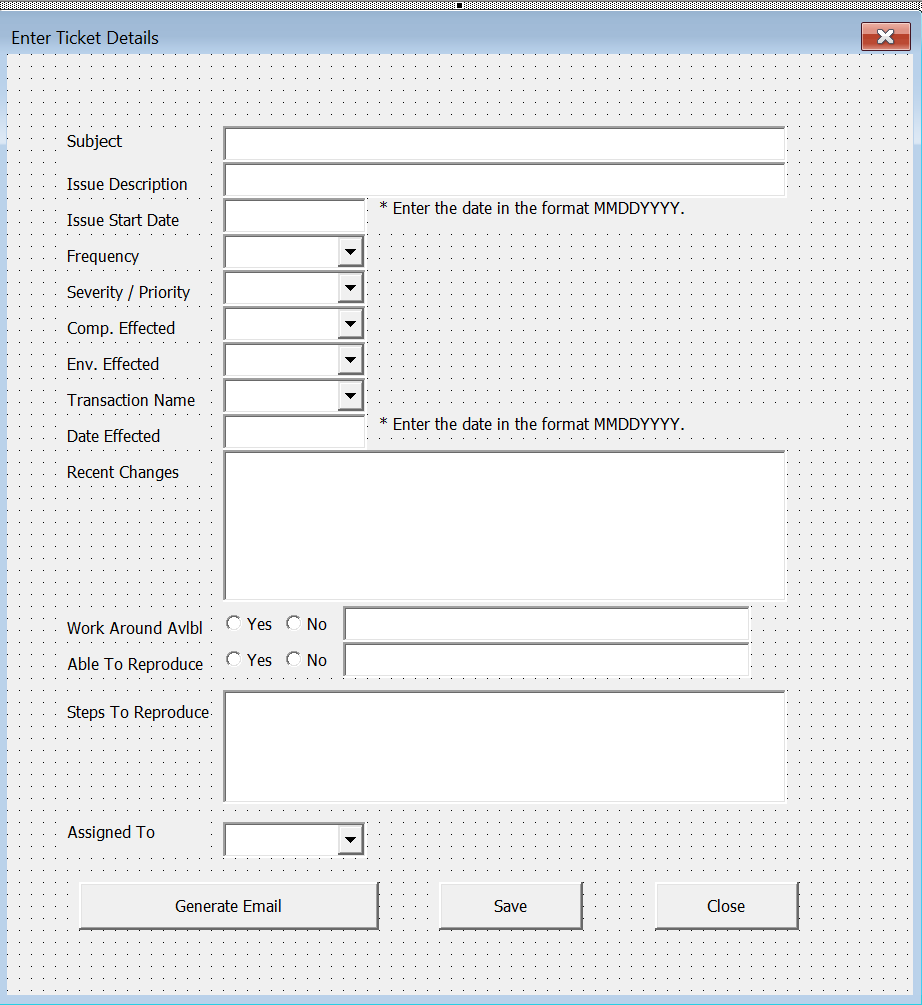 Enter Ticket Details
Subject
Issue Description
Issue Start Date
* Enter the date in the format MMDDYYYY.
Frequency
Severity / Priority
Comp. Effected
Env. Effected
Transaction Name
Date Effected
* Enter the date in the format MMDDYYYY.
Recent Changes
Work Around Avlbl Yes No
Able To Reproduce Yes No
Steps To Reproduce
Assigned To
Generate Email Save Close